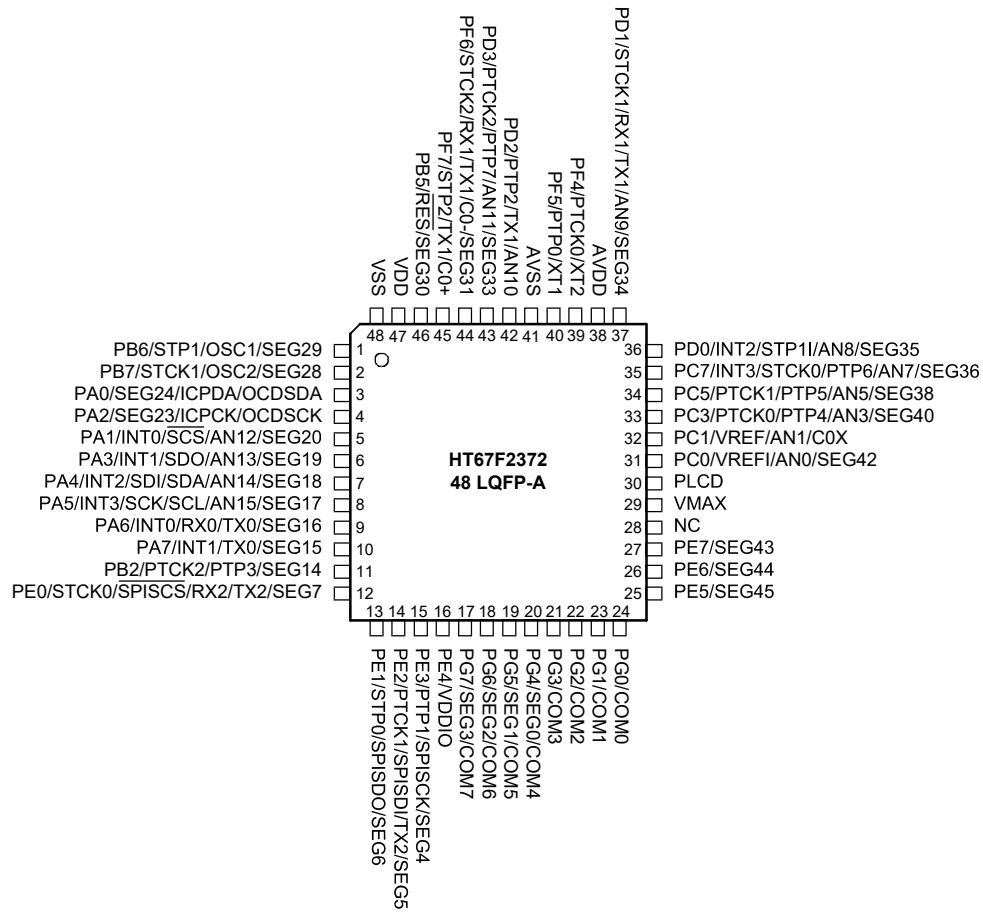 PD1/STCK1/RX1/TX1/AN9/SEG34
AVDD
PF4/PTCK0/XT2
PF5/PTP0/XT1
AVSS
PD2/PTP2/TX1/AN10
PD3/PTCK2/PTP7/AN11/SEG33
PF6/STCK2/RX1/TX1/C0-/SEG31
PF7/STP2/TX1/C0+
PB5/RES/SEG30
VDD
VSS
48 47 46 45 44 43 42 41 40 39 38 37
PB6/STP1/OSC1/SEG29 1
PB7/STCK1/OSC2/SEG28 2
PA0/SEG24/ICPDA/OCDSDA 3
PA2/SEG23/ICPCK/OCDSCK 4
PA1/INT0/SCS/AN12/SEG20 5
PA3/INT1/SDO/AN13/SEG19 6
PA4/INT2/SDI/SDA/AN14/SEG18 7
PA5/INT3/SCK/SCL/AN15/SEG17 8
PA6/INT0/RX0/TX0/SEG16 9
PA7/INT1/TX0/SEG15 10
PB2/PTCK2/PTP3/SEG14 11
PE0/STCK0/SPISCS/RX2/TX2/SEG7 12
HT67F2372
48 LQFP-A
36 PD0/INT2/STP1I/AN8/SEG35
35 PC7/INT3/STCK0/PTP6/AN7/SEG36
34 PC5/PTCK1/PTP5/AN5/SEG38
33 PC3/PTCK0/PTP4/AN3/SEG40
32 PC1/VREF/AN1/C0X
31 PC0/VREFI/AN0/SEG42
30 PLCD
29 VMAX
28 NC
27 PE7/SEG43
26 PE6/SEG44
25 PE5/SEG45
13 14 15 16 17 18 19 20 21 22 23 24
PG0/COM0
PG1/COM1
PG2/COM2
PG3/COM3
PG4/SEG0/COM4
PG5/SEG1/COM5
PG6/SEG2/COM6
PG7/SEG3/COM7
PE4/VDDIO
PE3/PTP1/SPISCK/SEG4
PE2/PTCK1/SPISDI/TX2/SEG5
PE1/STP0/SPISDO/SEG6